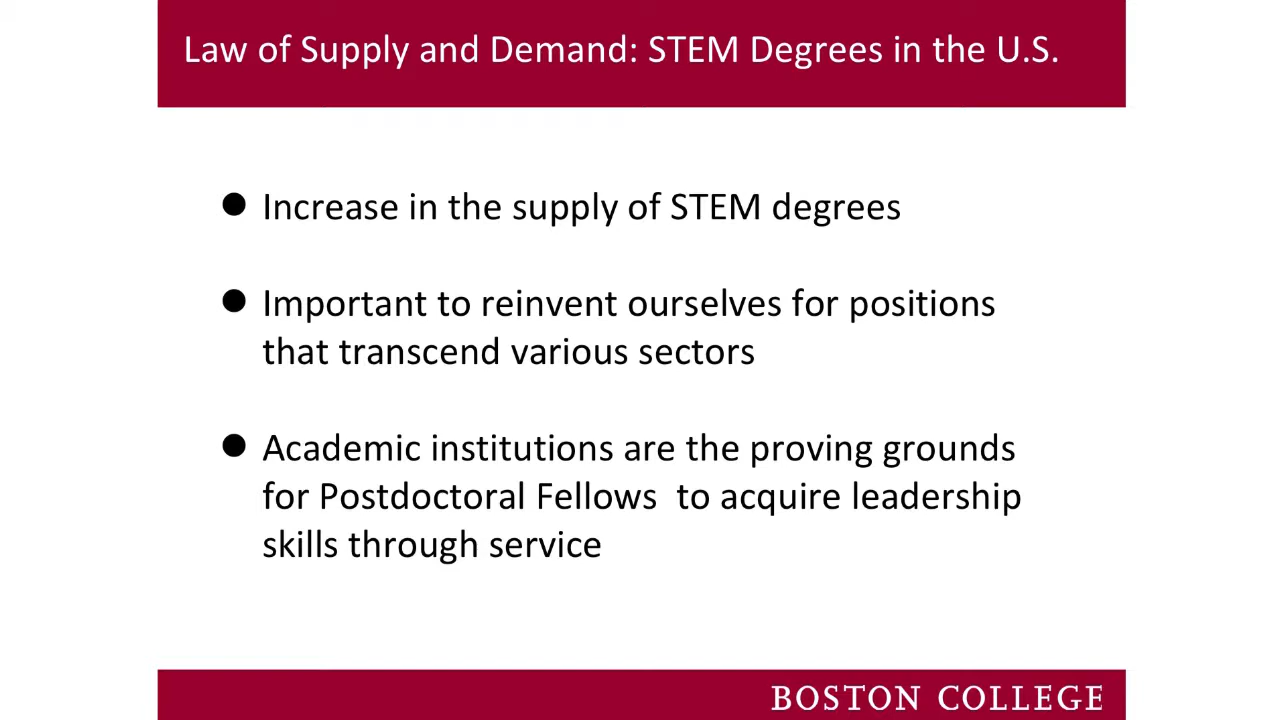 Law of Supply and Demand: STEM Degrees in the U.S.
● Increase in the supply of STEM degrees
● Important to reinvent ourselves for positions
that transcend various sectors
● Academic institutions are the proving grounds
for Postdoctoral Fellows  to acquire leadership
skills through service
BOSTON COLLEGE